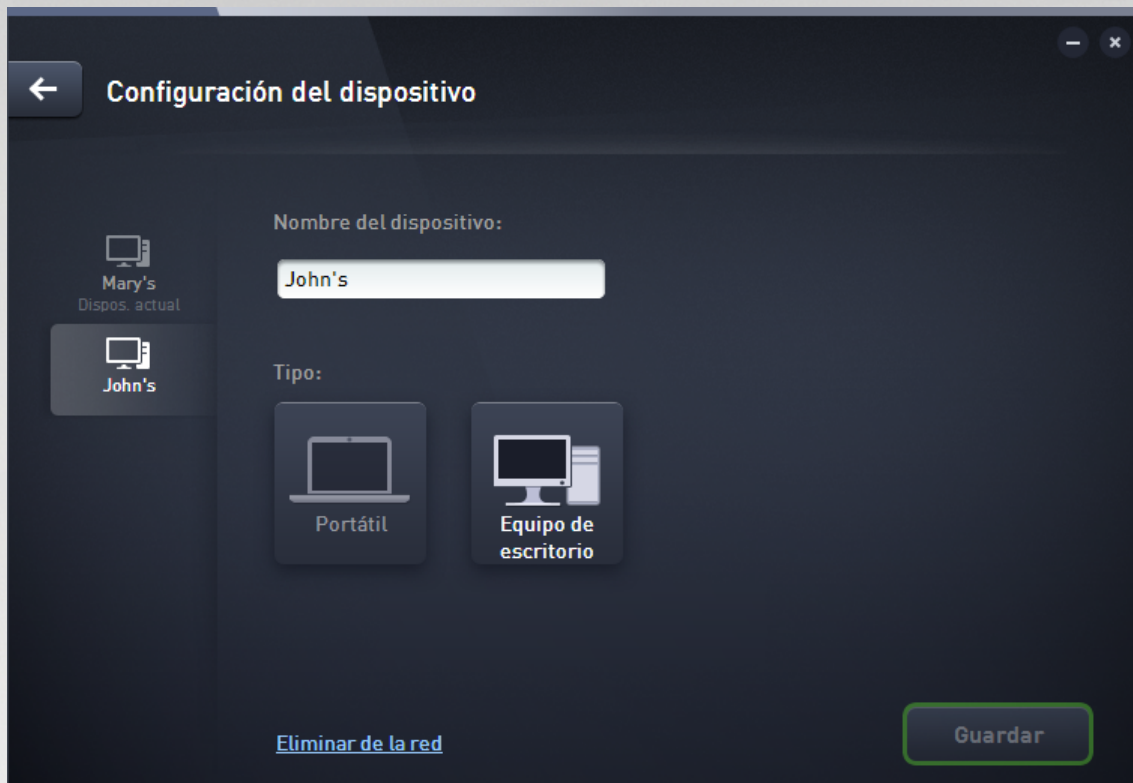 Configuración del dispositivo
Mary's
Dispos. actual
John's
Nombre del dispositivo:
John's
Tipo:
Portátil
Equipo de
escritorio
Eliminar de la red
Guardar